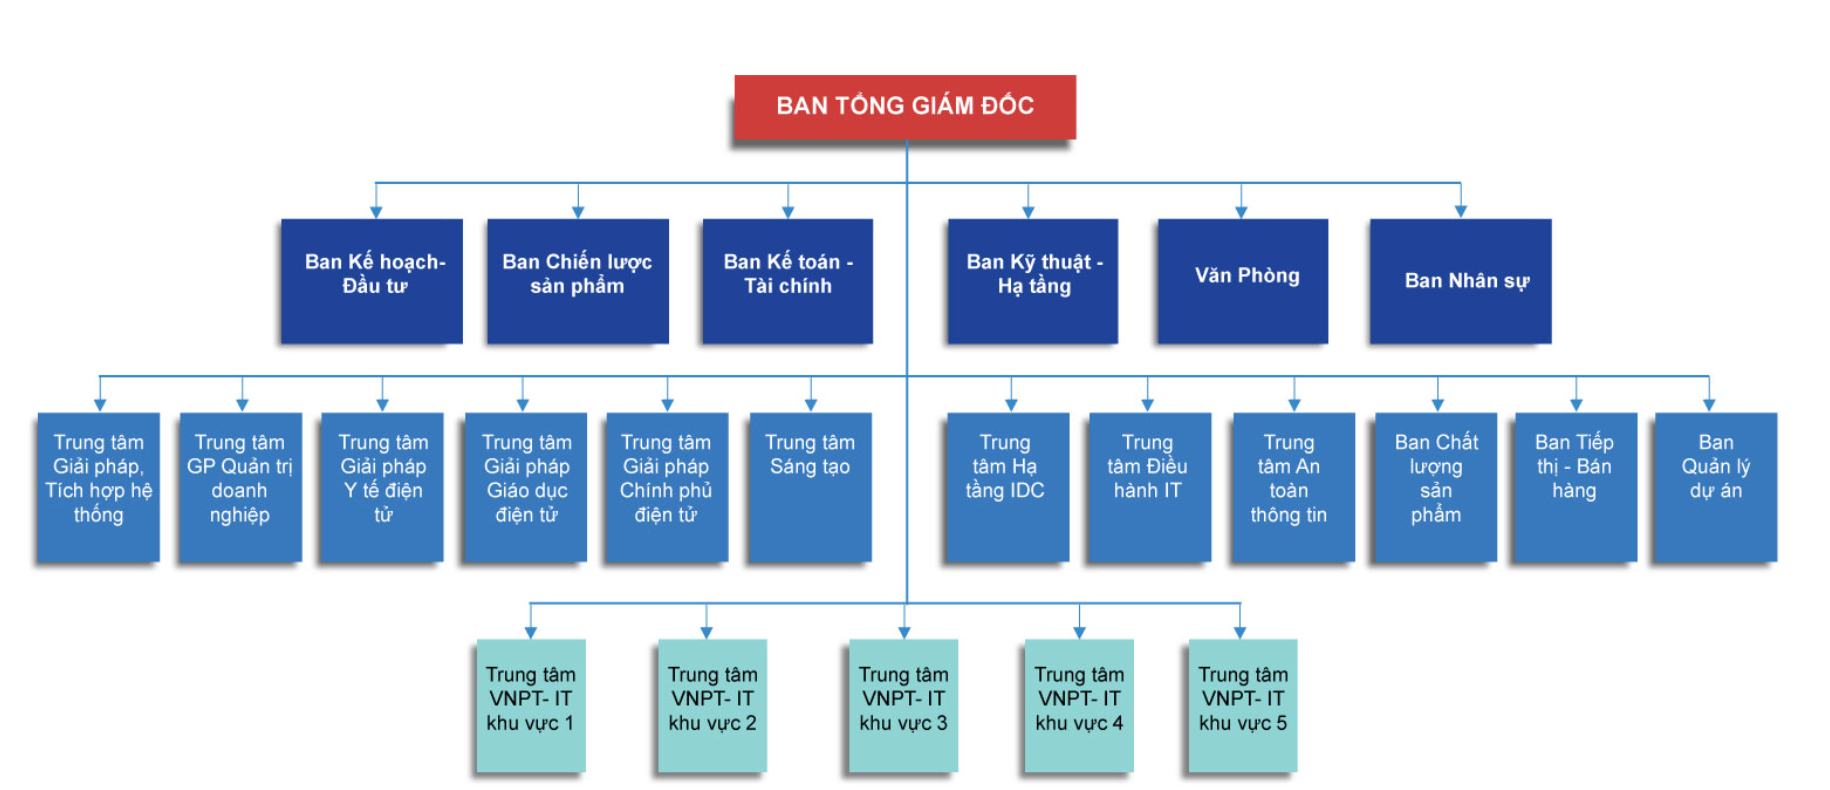 BAN TỔNG GIÁM ĐỐC
Ban Kế hoạch-
Đầu tư
Ban Chiến lược
sản phẩm
Ban Kế toán -
Tài chính
Ban Kỹ thuật -
Hạ tầng
Văn Phòng
Ban Nhân sự
Trung tâm
Giải pháp,
Tích hợp hệ
thống
Trung tâm
GP Quản trị
doanh
nghiệp
Trung tâm
Giải pháp
Y tế điện
tử
Trung tâm
Giải pháp
Giáo dục
điện tử
Trung tâm
Giải pháp
Chính phủ
điện tử
Trung tâm
Sáng tạo
Trung
tâm Hạ
tầng IDC
Trung
tâm Điều
hành IT
Trung
tâm An
toàn
thông tin
Ban Chất
lượng
sản
phẩm
Ban Tiếp
thị - Bán
hàng
Ban
Quản lý
dự án
Trung tâm
VNPT- IT
khu vực 1
Trung tâm
VNPT- IT
khu vực 2
Trung tâm
VNPT- IT
khu vực 3
Trung tâm
VNPT- IT
khu vực 4
Trung tâm
VNPT- IT
khu vực 5